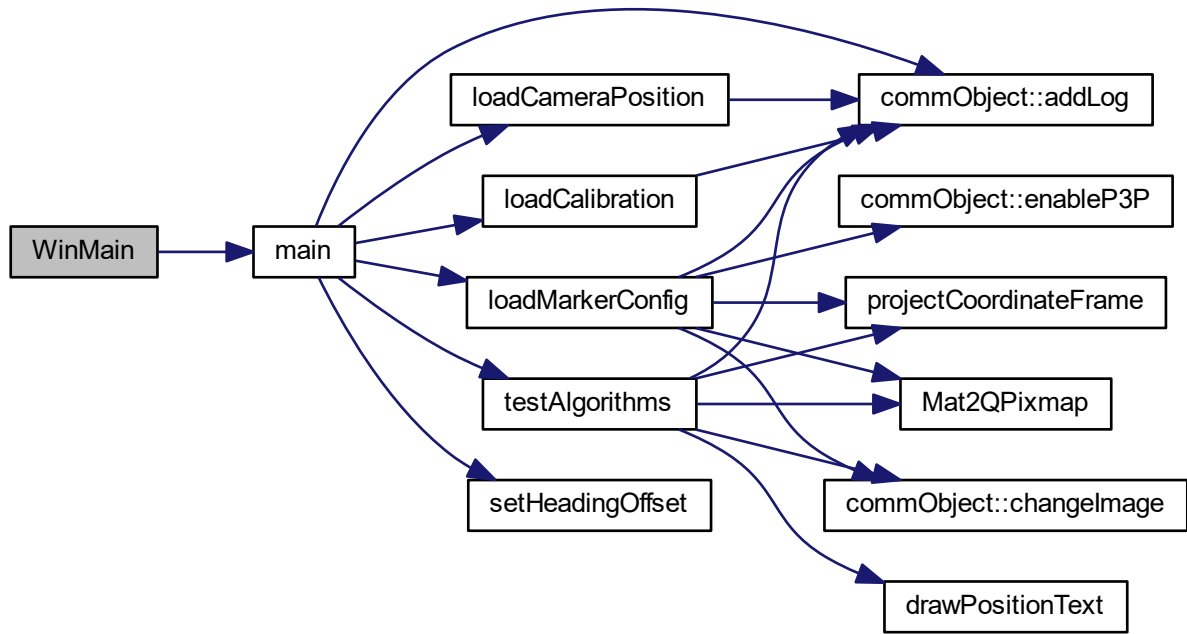 WinMain
main
loadCameraPosition
loadCalibration
loadMarkerConfig
testAlgorithms
setHeadingOffset
commObject::addLog
commObject::enableP3P
projectCoordinateFrame
Mat2QPixmap
commObject::changeImage
drawPositionText